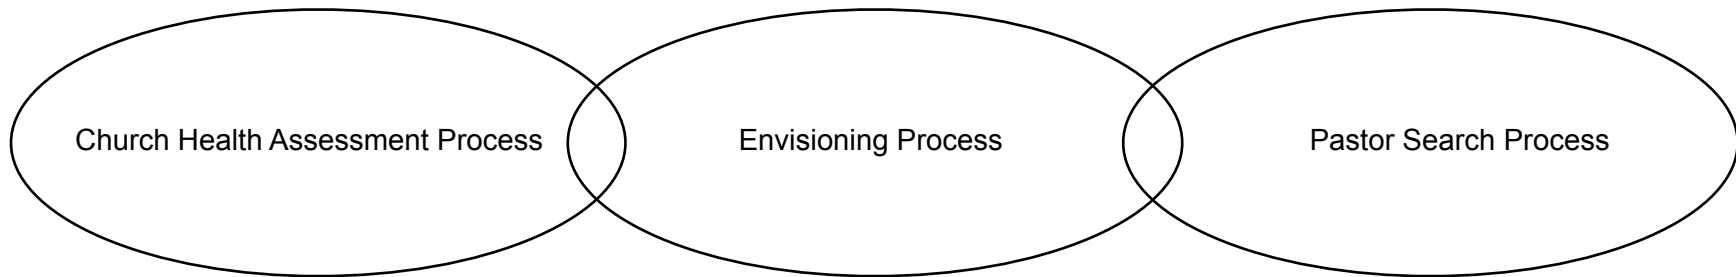 Church Health Assessment Process
Envisioning Process
Pastor Search Process